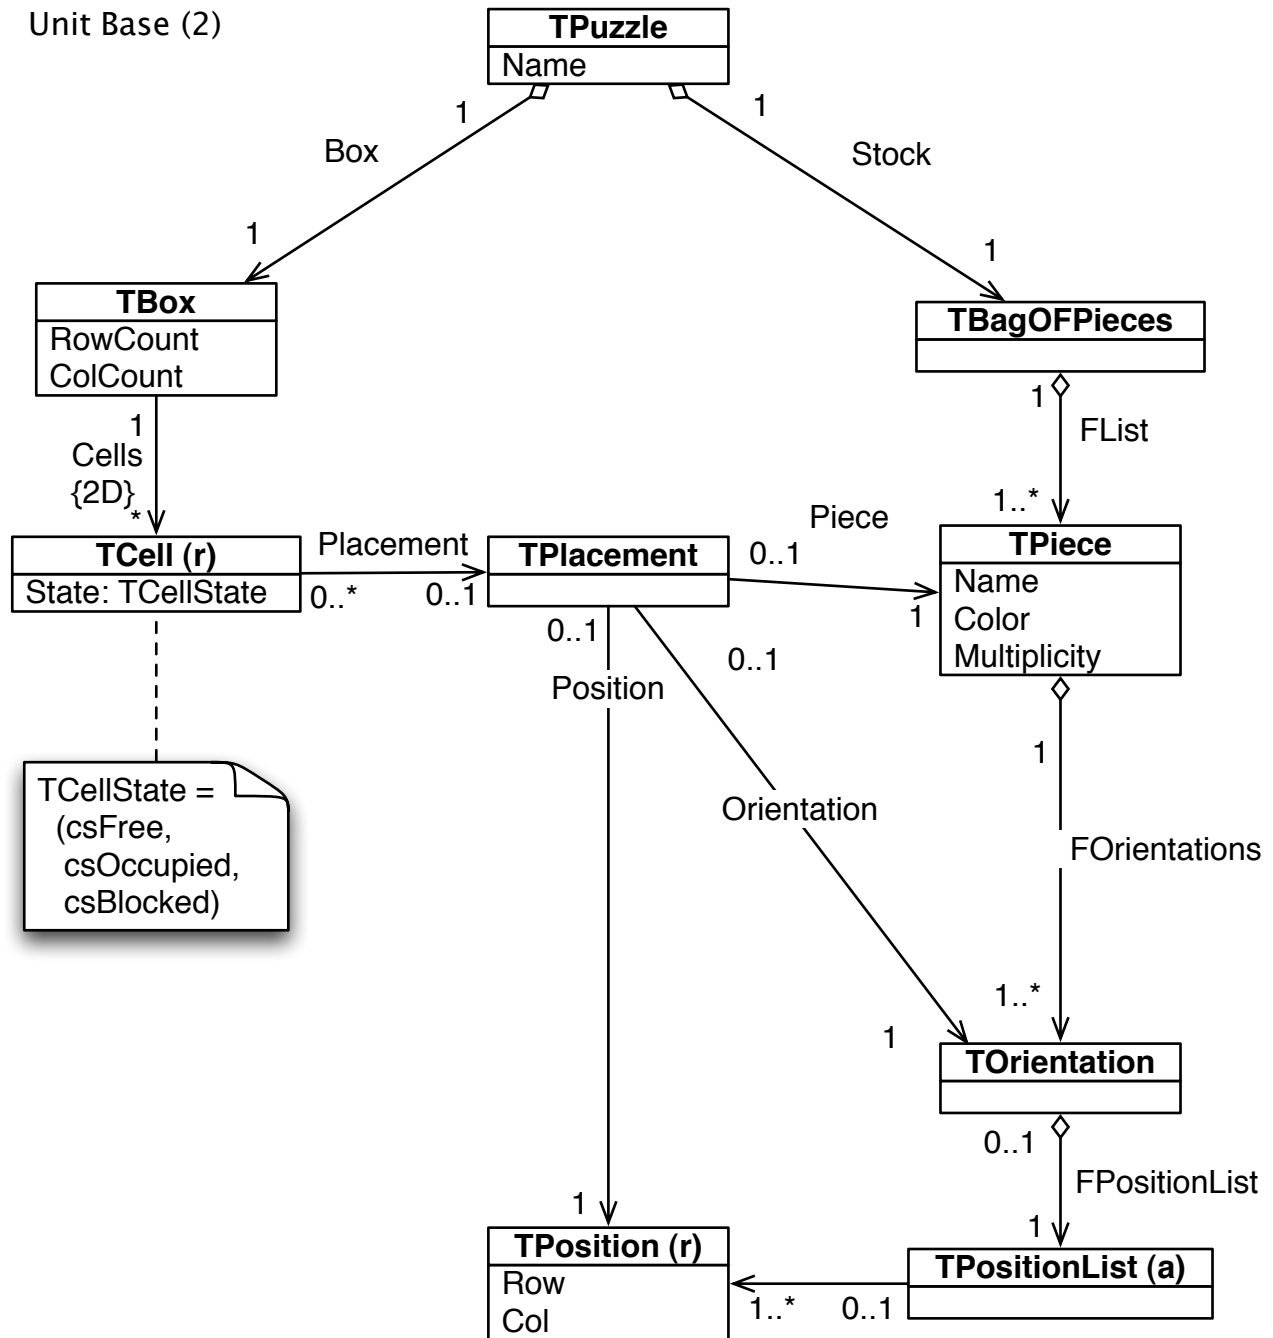 Unit Base (2)
TPuzzle
Name
1
1
Box
Stock
1
1
TBox
RowCount
ColCount
TBagOFPieces
1
Cells
{2D}
*
1
FList
1..*
Piece
TCell (r)
State: TCellState
Placement
0..*
0..1
TPlacement
0..1
1
TPiece
Name
Color
Multiplicity
0..1
Position
0..1
1
TCellState =
(csFree,
csOccupied,
csBlocked)
Orientation
FOrientations
1..*
1
TOrientation
0..1
FPositionList
1
1
TPosition (r)
Row
Col
TPositionList (a)
1..*
0..1